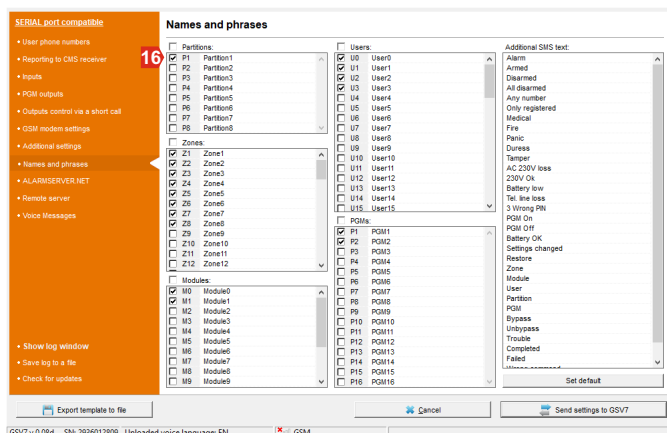 SERIAL port compatible
• User phone numbers
• Reporting to CMS receiver
• Inputs
• PGM outputs
• Outputs control via a short call
• GSM modem settings
• Additional settings
• Names and phrases
• ALARMSERVER.NET
• Remote server
• Voice Messages
• Show log window
• Save log to a file
• Check for updates
Names and phrases
16
Partitions:
P1 Partition1
P2 Partition2
P3 Partition3
P4 Partition4
P5 Partition5
P6 Partition6
P7 Partition7
P8 Partition8
Zones:
Z1 Zone1
Z2 Zone2
Z3 Zone3
Z4 Zone4
Z5 Zone5
Z6 Zone6
Z7 Zone7
Z8 Zone8
Z9 Zone9
Z10 Zone10
Z11 Zone11
Z12 Zone12
Modules:
M0 Module0
M1 Module1
M2 Module2
M3 Module3
M4 Module4
M5 Module5
M6 Module6
M7 Module7
M8 Module8
M9 Module9
Users:
U0 User0
U1 User1
U2 User2
U3 User3
U4 User4
U5 User5
U6 User6
U7 User7
U8 User8
U9 User9
U10 User10
U11 User11
U12 User12
U13 User13
U14 User14
U15 User15
PGMs:
P1 PGM1
P2 PGM2
P3 PGM3
P4 PGM4
P5 PGM5
P6 PGM6
P7 PGM7
P8 PGM8
P9 PGM9
P10 PGM10
P11 PGM11
P12 PGM12
P13 PGM13
P14 PGM14
P15 PGM15
P16 PGM16
Additional SMS text:
Alarm
Armed
Disarmed
All disarmed
Any number
Only registered
Medical
Fire
Panic
Duress
Tamper
AC 230V loss
230V Ok
Battery low
Tel. line loss
3 Wrong PIN
PGM On
PGM Off
Battery OK
Settings changed
Restore
Zone
Module
User
Partition
PGM
Bypass
Unbypass
Trouble
Completed
Failed
Wrong command
Set default
Export template to file
Cancel
Send settings to GSV7
GSV7 v 0.08d SN: 2936012809 Uploaded voice language: EN
GSM